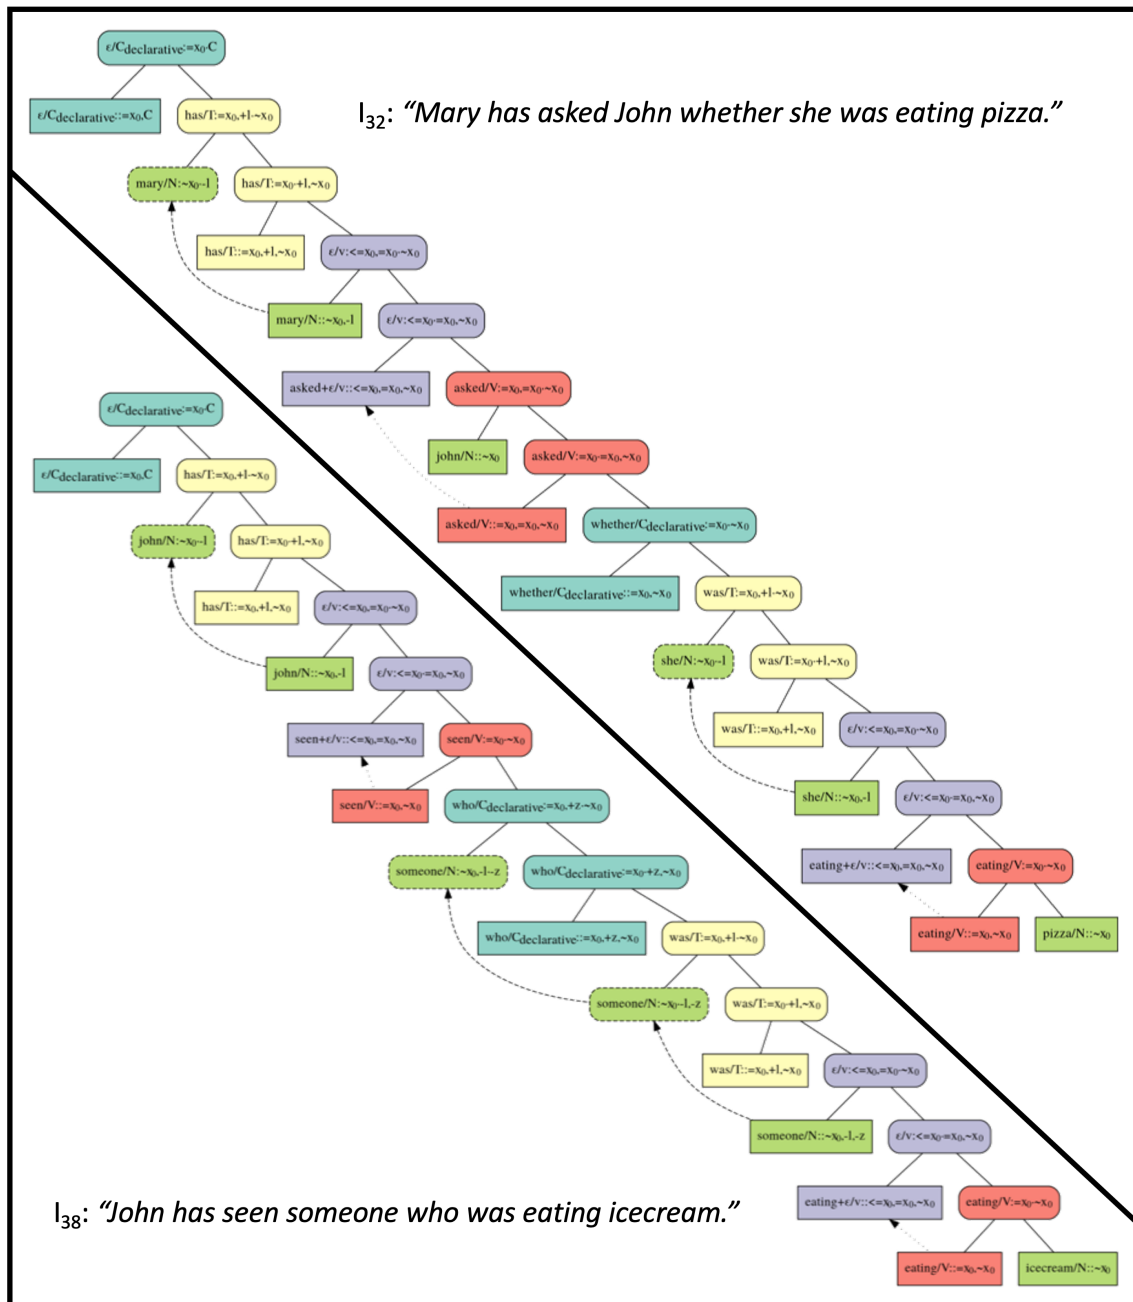 ε/Cdeclarative:=x0·C
ε/Cdeclarative::=x0,C
has/T:=x0,+l·~x0
I32: “Mary has asked John whether she was eating pizza.”
mary/N:~x0·-l
has/T:=x0·+l,~x0
has/T::=x0,+l,~x0
ε/v:<=x0,=x0·~x0
mary/N::~x0,-l
ε/v:<=x0·=x0,~x0
asked+ε/v::<=x0,=x0,~x0
asked/V:=x0,=x0·~x0
john/N::~x0
asked/V:=x0·=x0,~x0
asked/V::=x0,=x0,~x0
whether/Cdeclarative:=x0·~x0
whether/Cdeclarative::=x0,~x0
was/T:=x0,+l·~x0
she/N:~x0·-l
was/T:=x0·+l,~x0
was/T::=x0,+l,~x0
ε/v:<=x0,=x0·~x0
she/N::~x0,-l
ε/v:<=x0·=x0,~x0
eating+ε/v::<=x0,=x0,~x0
eating/V:=x0·~x0
eating/V::=x0,~x0
pizza/N::~x0
ε/Cdeclarative:=x0·C
ε/Cdeclarative::=x0,C
has/T:=x0,+l·~x0
john/N:~x0·-l
has/T:=x0·+l,~x0
has/T::=x0,+l,~x0
ε/v:<=x0,=x0·~x0
john/N::~x0,-l
ε/v:<=x0·=x0,~x0
seen+ε/v::<=x0,=x0,~x0
seen/V:=x0·~x0
seen/V::=x0,~x0
who/Cdeclarative:=x0,+z·~x0
someone/N:~x0,-l·-z
who/Cdeclarative:=x0·+z,~x0
who/Cdeclarative::=x0,+z,~x0
was/T:=x0,+l·~x0
someone/N:~x0·-l,-z
was/T:=x0·+l,~x0
was/T::=x0,+l,~x0
ε/v:<=x0,=x0·~x0
someone/N::~x0,-l,-z
ε/v:<=x0·=x0,~x0
eating+ε/v::<=x0,=x0,~x0
eating/V:=x0·~x0
I38: “John has seen someone who was eating icecream.”
eating/V::=x0,~x0
icecream/N::~x0